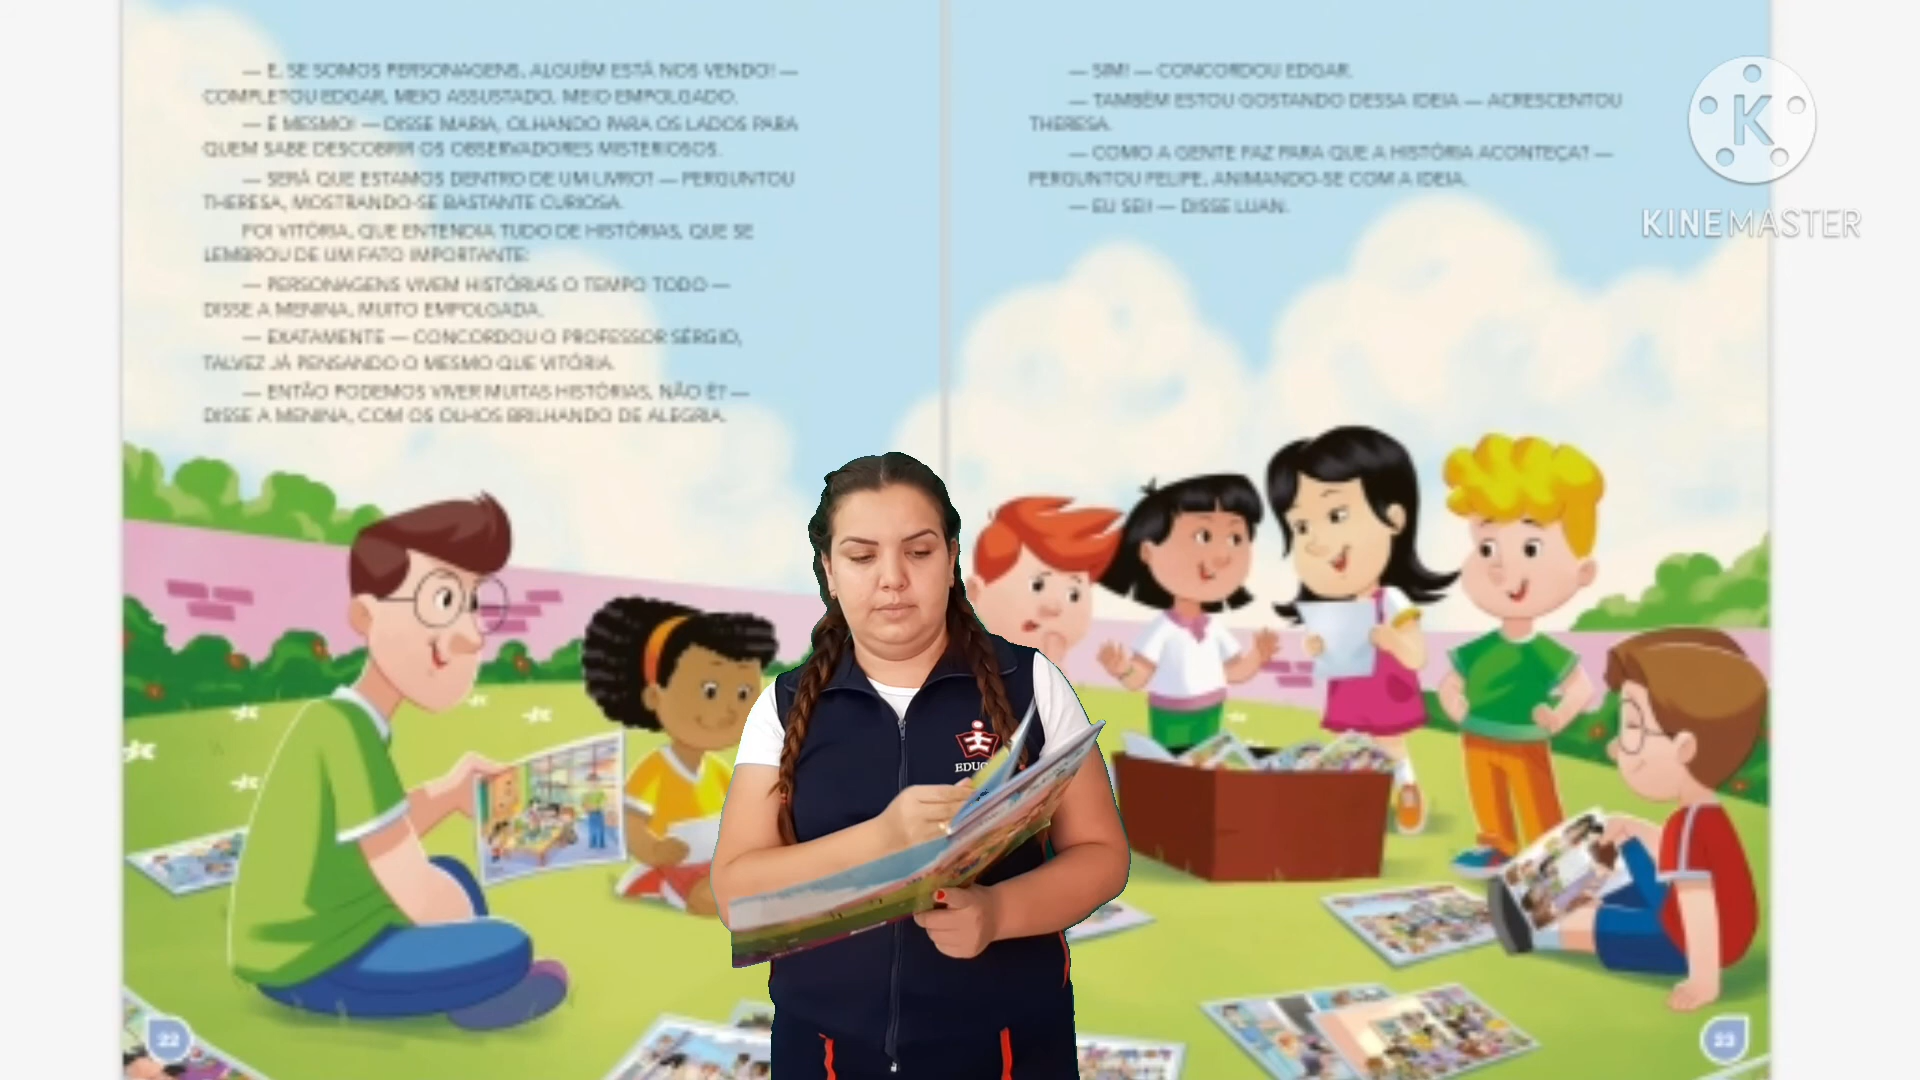 — E, SE SOMOS PERSONAGENS, ALGUÉM ESTÁ NOS VENDO! —
COMPLETOU EDGAR, MEIO ASSUSTADO, MEIO EMPOLGADO.
— É MESMO! — DISSE MARIA, OLHANDO PARA OS LADOS PARA
QUEM SABE DESCOBRIR OS OBSERVADORES MISTERIOSOS.
— SERÁ QUE ESTAMOS DENTRO DE UM LIVRO? — PERGUNTOU
THERESA, MOSTRANDO-SE BASTANTE CURIOSA.
FOI VITÓRIA, QUE ENTENDIA TUDO DE HISTÓRIAS, QUE SE
LEMBROU DE UM FATO IMPORTANTE:
— PERSONAGENS VIVEM HISTÓRIAS O TEMPO TODO —
DISSE A MENINA, MUITO EMPOLGADA.
— EXATAMENTE — CONCORDOU O PROFESSOR SÉRGIO,
TALVEZ JÁ PENSANDO O MESMO QUE VITÓRIA.
— ENTÃO PODEMOS VIVER MUITAS HISTÓRIAS, NÃO É? —
DISSE A MENINA, COM OS OLHOS BRILHANDO DE ALEGRIA.
22
— SIM! — CONCORDOU EDGAR.
— TAMBÉM ESTOU GOSTANDO DESSA IDEIA — ACRESCENTOU
THERESA.
— COMO A GENTE FAZ PARA QUE A HISTÓRIA ACONTEÇA? —
PERGUNTOU FELIPE, ANIMANDO-SE COM A IDEIA.
— EU SEI! — DISSE LUAN.
23
K
KINEMASTER
EDUC